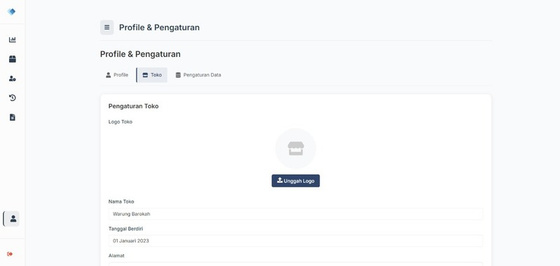 Profile & Pengaturan
Profile & Pengaturan
Profile
Toko
Pengaturan Data
Pengaturan Toko
Logo Toko
Unggah Logo
Nama Toko
Warung Barokah
Tanggal Berdiri
01 Januari 2023
Alamat